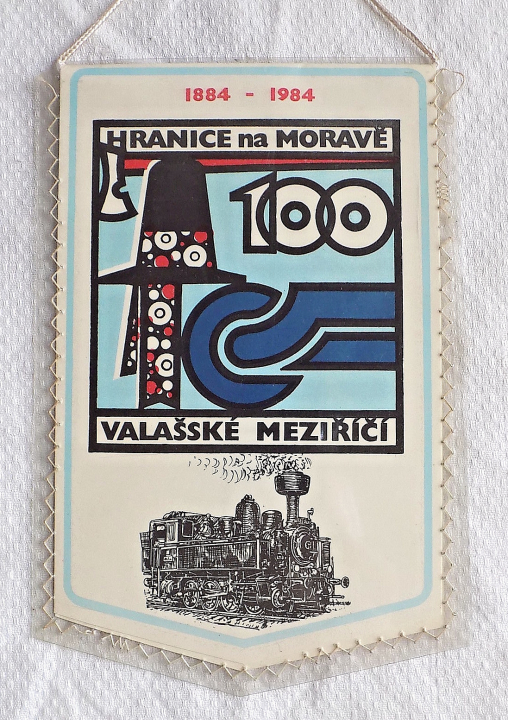 1884 - 1984
HRANICE na MORAVĚ
100
VALAŠSKÉ MEZIŘÍČÍ